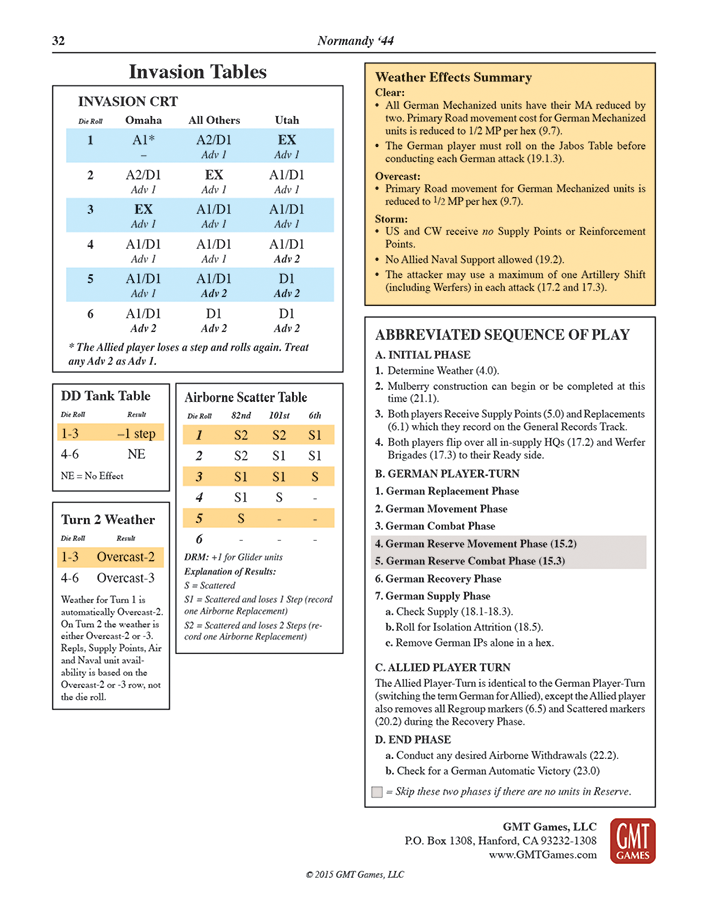 32
Normandy ‘44
Invasion Tables
INVASION CRT
Die Roll Omaha All Others Utah
1 A1* A2/D1 EX
– Adv 1 Adv 1
2 A2/D1 EX A1/D1
Adv 1 Adv 1 Adv 1
3 EX A1/D1 A1/D1
Adv 1 Adv 1 Adv 1
4 A1/D1 A1/D1 A1/D1
Adv 1 Adv 1 Adv 2
5 A1/D1 A1/D1 D1
Adv 1 Adv 2 Adv 2
6 A1/D1 D1 D1
Adv 2 Adv 2 Adv 2
* The Allied player loses a step and rolls again. Treat
any Adv 2 as Adv 1.
DD Tank Table
Die Roll Result
1-3 –1 step
4-6 NE
NE = No Effect
Turn 2 Weather
Die Roll Result
1-3 Overcast-2
4-6 Overcast-3
Weather for Turn 1 is
automatically Overcast-2.
On Turn 2 the weather is
either Overcast-2 or -3.
Repls, Supply Points, Air
and Naval unit avail-
ability is based on the
Overcast-2 or -3 row, not
the die roll.
Airborne Scatter Table
Die Roll 82nd 101st 6th
1 S2 S2 S1
2 S2 S1 S1
3 S1 S1 S
4 S1 S -
5 S - -
6 - - -
DRM: +1 for Glider units
Explanation of Results:
S = Scattered
S1 = Scattered and loses 1 Step (record
one Airborne Replacement)
S2 = Scattered and loses 2 Steps (re-
cord one Airborne Replacement)
Weather Effects Summary
Clear:
• All German Mechanized units have their MA reduced by
two. Primary Road movement cost for German Mechanized
units is reduced to 1/2 MP per hex (9.7).
• The German player must roll on the Jabos Table before
conducting each German attack (19.1.3).
Overcast:
• Primary Road movement for German Mechanized units is
reduced to 1/2 MP per hex (9.7).
Storm:
• US and CW receive no Supply Points or Reinforcement
Points.
• No Allied Naval Support allowed (19.2).
• The attacker may use a maximum of one Artillery Shift
(including Werfers) in each attack (17.2 and 17.3).
ABBREVIATED SEQUENCE OF PLAY
A. INITIAL PHASE
1. Determine Weather (4.0).
2. Mulberry construction can begin or be completed at this
time (21.1).
3. Both players Receive Supply Points (5.0) and Replacements
(6.1) which they record on the General Records Track.
4. Both players flip over all in-supply HQs (17.2) and Werfer
Brigades (17.3) to their Ready side.
B. GERMAN PLAYER-TURN
1. German Replacement Phase
2. German Movement Phase
3. German Combat Phase
4. German Reserve Movement Phase (15.2)
5. German Reserve Combat Phase (15.3)
6. German Recovery Phase
7. German Supply Phase
a. Check Supply (18.1-18.3).
b. Roll for Isolation Attrition (18.5).
c. Remove German IPs alone in a hex.
C. ALLIED PLAYER TURN
The Allied Player-Turn is identical to the German Player-Turn
(switching the term German for Allied), except the Allied player
also removes all Regroup markers (6.5) and Scattered markers
(20.2) during the Recovery Phase.
D. END PHASE
a. Conduct any desired Airborne Withdrawals (22.2).
b. Check for a German Automatic Victory (23.0)
= Skip these two phases if there are no units in Reserve.
GMT Games, LLC
P.O. Box 1308, Hanford, CA 93232-1308
www.GMTGames.com
GMT
GAMES
© 2015 GMT Games, LLC